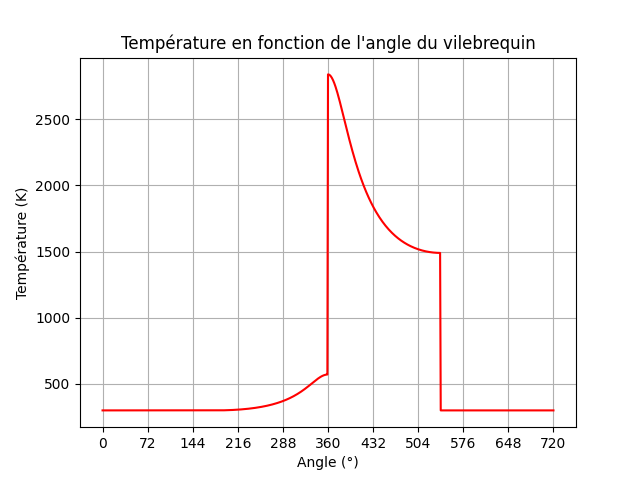 Température en fonction de l'angle du vilebrequin
Température (K)
2500
2000
1500
1000
500
0 72 144 216 288 360 432 504 576 648 720
Angle (°)